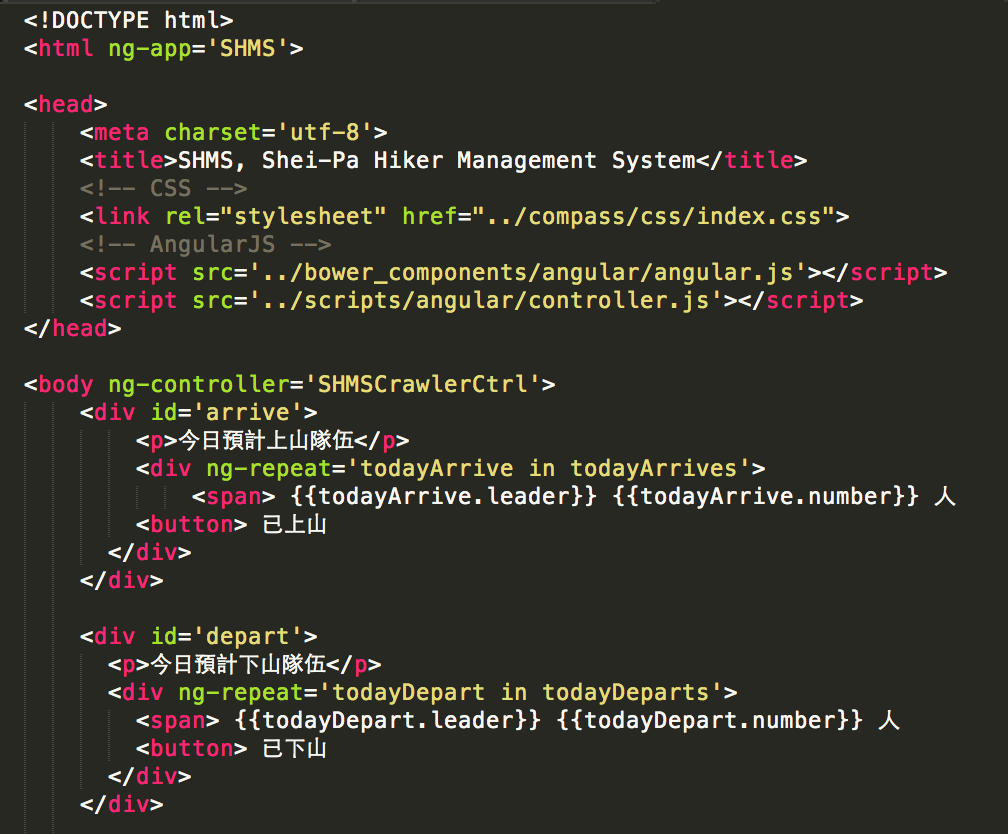 <!DOCTYPE html>
<html ng-app='SHMS'>
<head>
<meta charset='utf-8'>
<title>SHMS, Shei-Pa Hiker Management System</title>
<!-- CSS -->
<link rel="stylesheet" href="../compass/css/index.css">
<!-- AngularJS -->
<script src='../bower_components/angular/angular.js'></script>
<script src='../scripts/angular/controller.js'></script>
</head>
<body ng-controller='SHMSCrawlerCtrl'>
<div id='arrive'>
<p>今日預計上山隊伍</p>
<div ng-repeat='todayArrive in todayArrives'>
<span> {{todayArrive.leader}} {{todayArrive.number}} 人
<button> 已上山
</div>
</div>
<div id='depart'>
<p>今日預計下山隊伍</p>
<div ng-repeat='todayDepart in todayDeparts'>
<span> {{todayDepart.leader}} {{todayDepart.number}} 人
<button> 已下山
</div>
</div>